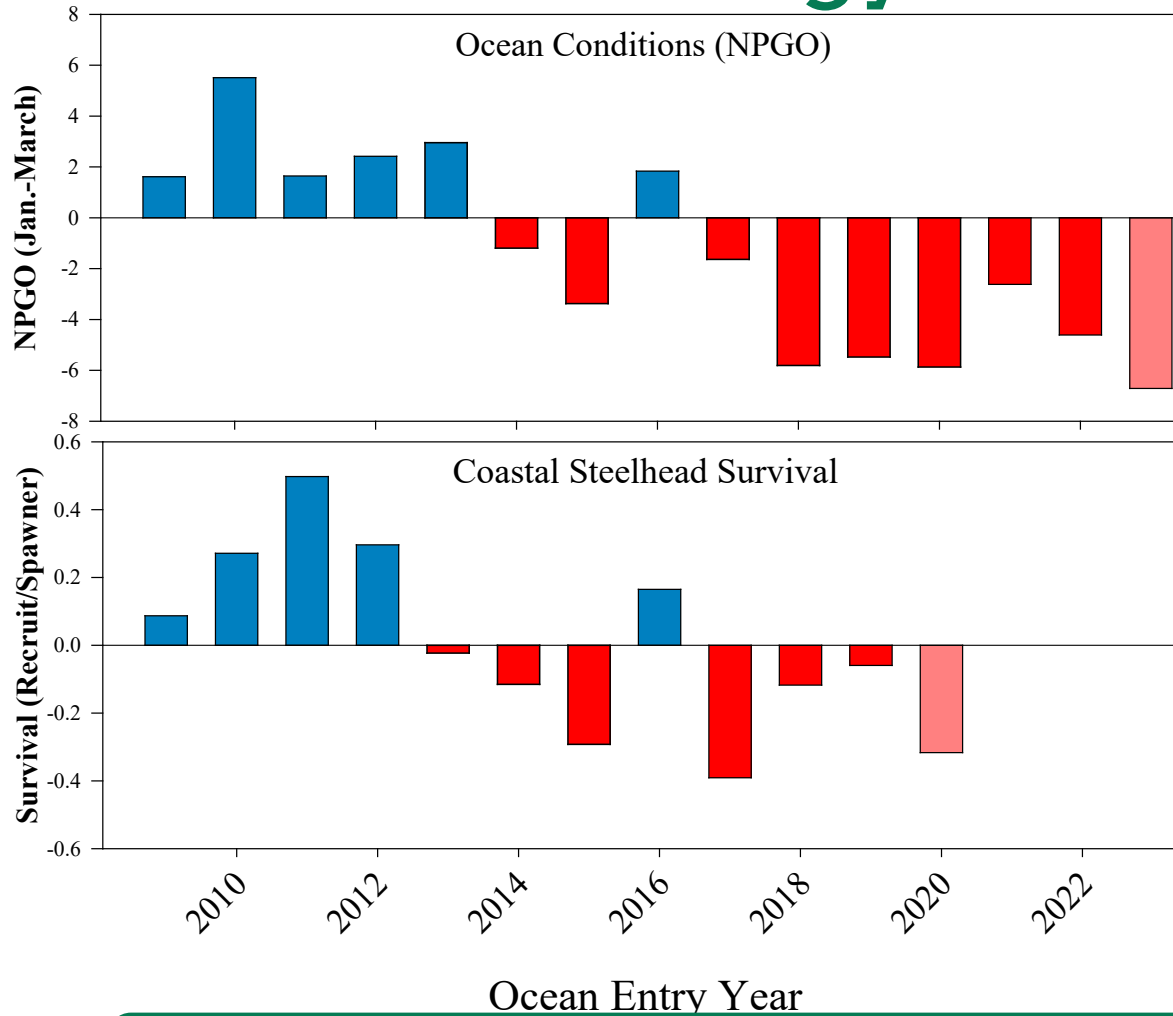 Ocean Conditions (NPGO)
NPGO (Jan.-March)
8
6
4
2
0
-2
-4
-6
-8
Coastal Steelhead Survival
Survival (Recruit/Spawner)
0.6
0.4
0.2
0.0
-0.2
-0.4
-0.6
2010 2012 2014 2016 2018 2020 2022
Ocean Entry Year